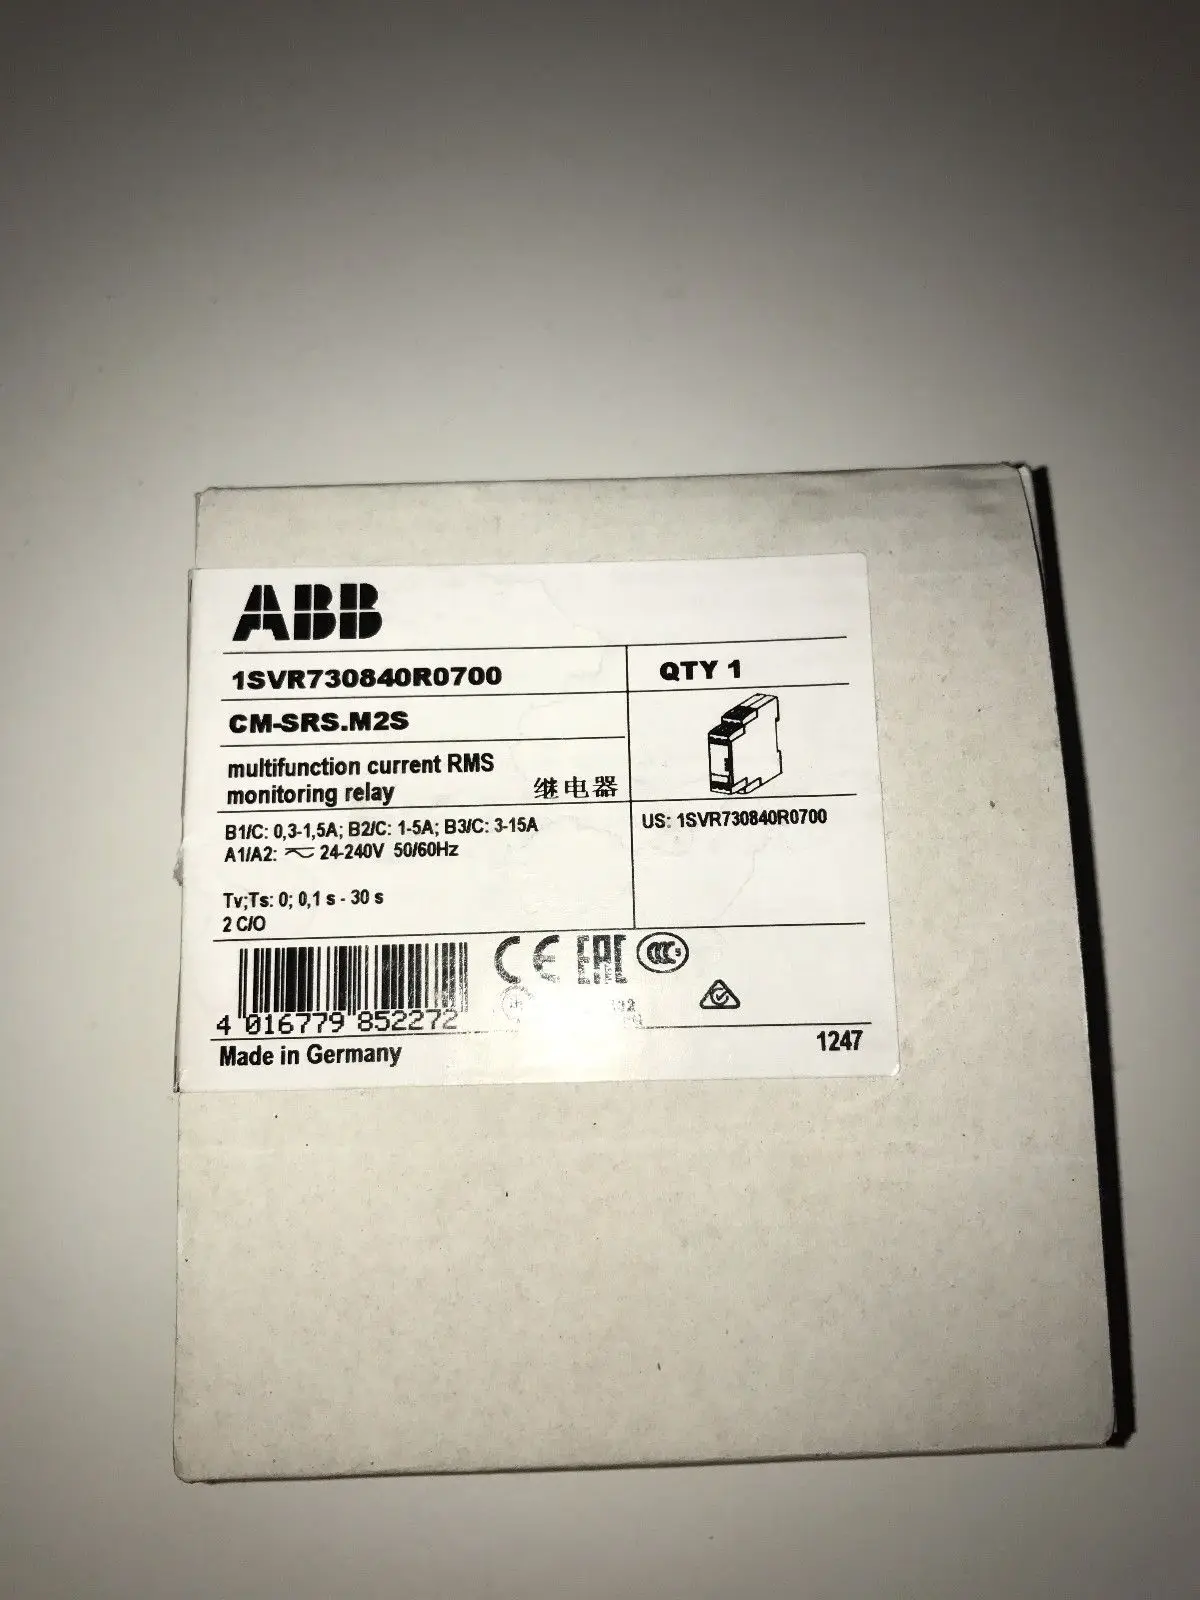 ABB
1SVR730840R0700
QTY 1
CM-SRS.M2S
multifunction current RMS
monitoring relay
继电器
B1/C: 0,3-1,5A; B2/C: 1-5A; B3/C: 3-15A
A1/A2: 24-240V 50/60Hz
US: 1SVR730840R0700
Tv;Ts: 0; 0,1 s - 30 s
2 C/O
CE EAC CCC S
4 016779 852272
Made in Germany
1247